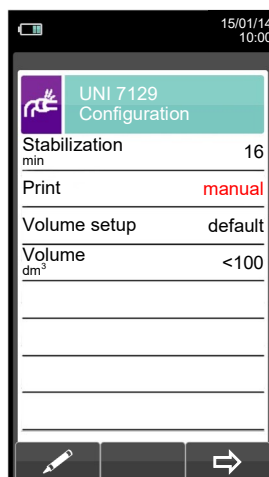 15/01/14
10:00
UNI 7129
Configuration
Stabilization
min
16
Print
manual
Volume setup
default
Volume
dm³
<100